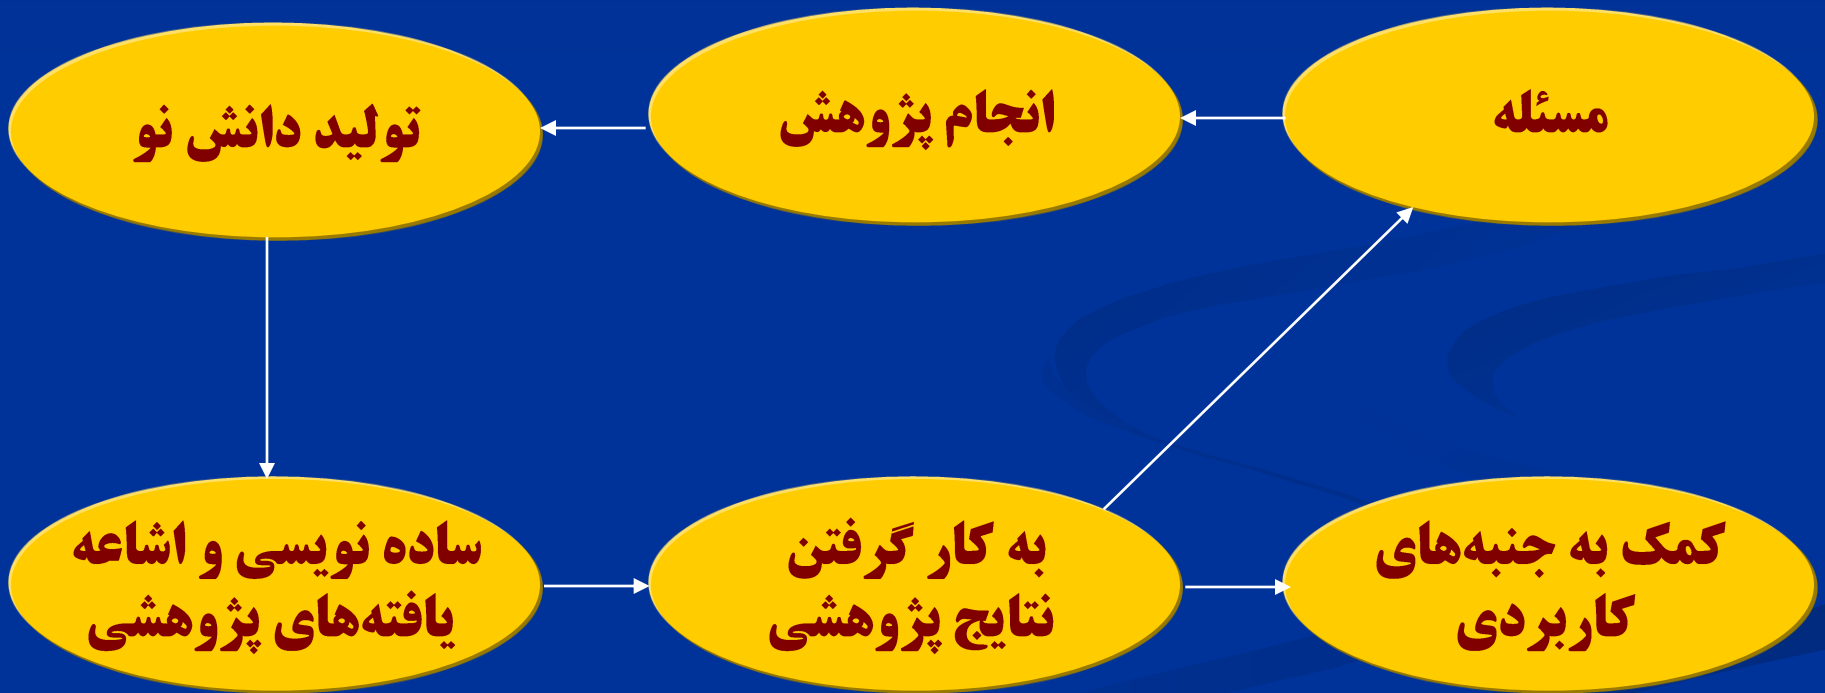 مسئله
انجام پژوهش
تولید دانش نو
ساده نویسی و اشاعه
یافته‌های پژوهشی
به کار گرفتن
نتایج پژوهشی
کمک به جنبه‌های
کاربردی